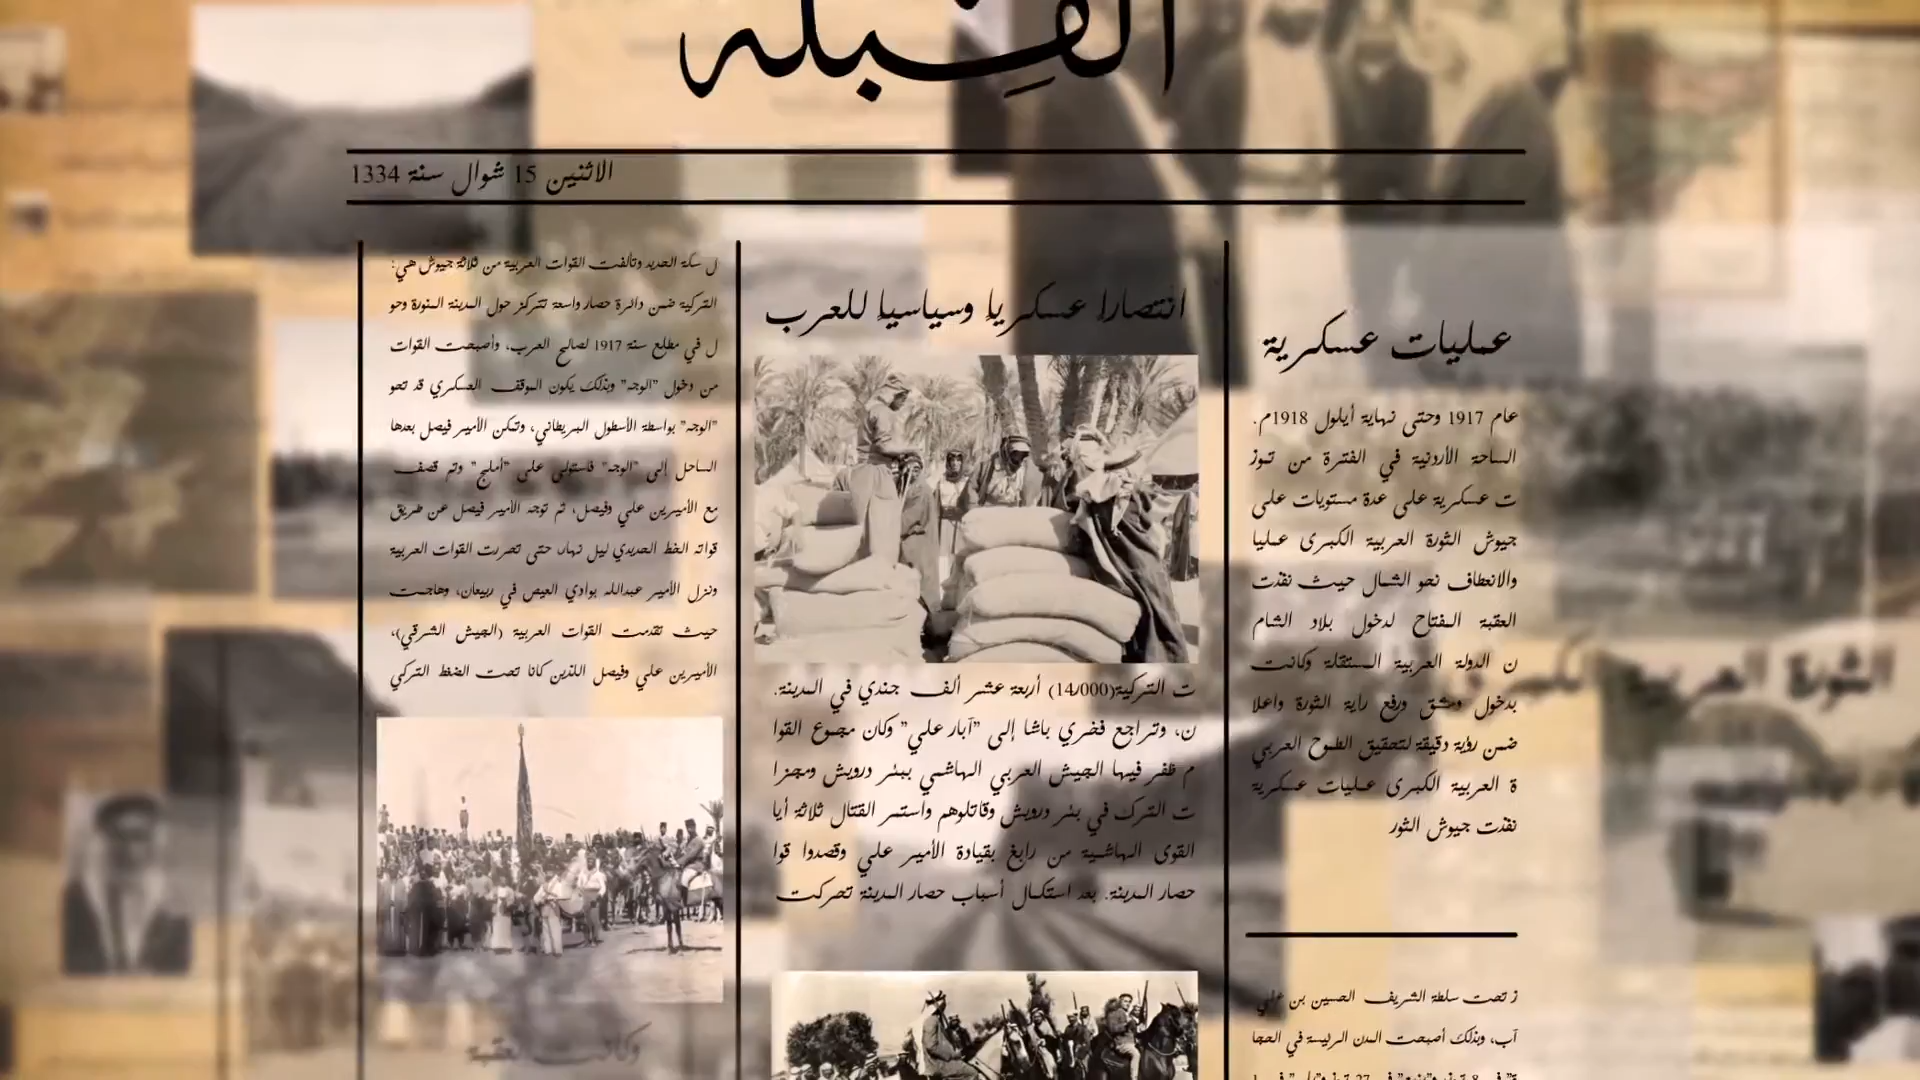 القبلة
الاثنين 15 شوال سنة 1334
عمليات عسكرية
عام 1917 وحتى نهاية أيلول 1918م.
الساحة الأردنية في الفترة من تموز
ت عسكرية على عدة مستويات على
جيوش الثورة العربية الكبرى عمليا
والانعطاف نحو الشمال حيث نفذت
العقبة المفتاح لدخول بلاد الشام
ن الدولة العربية المستقلة وكانت
بدخول دمشق ورفع راية الثورة واعلا
ضمن رؤية دقيقة لتحقيق الطموح العربي
ة العربية الكبرى عمليات عسكرية
نفذت جيوش الثور
ز تحت سلطة الشريف الحسين بن علي
آب، وبذلك أصبحت المدن الرئيسة في الحجا
انتصارا عسكريا وسياسيا للعرب
ت التركية(14/000) أربعة عشر ألف جندي في المدينة.
ن، وتراجع فخري باشا إلى "آبار علي" وكان مجموع القوا
م ظفر فيها الجيش العربي الهاشمي ببئر درويش ومجزا
ت الترك في بئر درويش وقاتلوهم واستمر القتال ثلاثة أيا
القوى الهاشمية من رابغ بقيادة الأمير علي وقصدوا قوا
حصار المدينة. بعد استكمال أسباب حصار المدينة تحركت
ل سكة الحديد وتألفت القوات العربية من ثلاثة جيوش هي:
التركية ضمن دائرة حصار واسعة تتمركز حول المدينة المنورة وحو
ل في مطلع سنة 1917 لصالح العرب، وأصبحت القوات
من دخول "الوجه" وبذلك يكون الموقف العسكري قد تحو
"الوجه" بواسطة الأسطول البريطاني، وتمكن الأمير فيصل بعدها
الساحل إلى "الوجه" فاستولى على "أملج" وتم قصف
مع الأميرين علي وفيصل، ثم توجه الأمير فيصل عن طريق
قواته الخط الحديدي ليل نهار حتى تحررت القوات العربية
ونزل الأمير عبدالله بوادي العيص في ربيعان، وهاجمت
حيث تقدمت القوات العربية (الجيش الشرقي)،
الأميرين علي وفيصل اللذين كانا تحت الضغط التركي
وكانت العقبة
الثورة العربية الكبرى